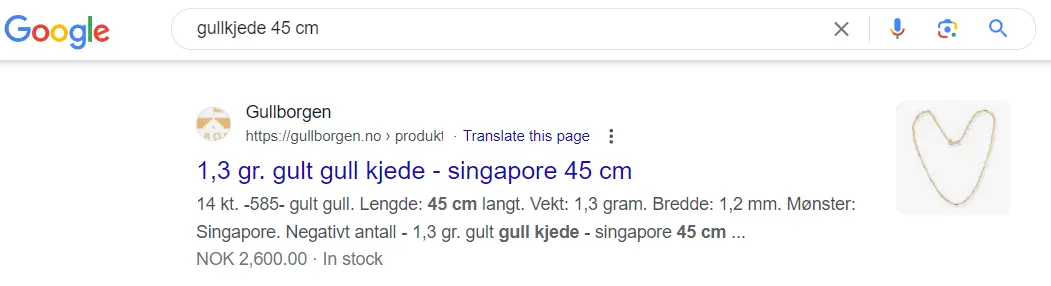 Google
gullkjede 45 cm
Gullborgen
https://gullborgen.no › produkt · Translate this page
1,3 gr. gult gull kjede - singapore 45 cm
14 kt. -585- gult gull. Lengde: 45 cm langt. Vekt: 1,3 gram. Bredde: 1,2 mm. Mønster:
Singapore. Negativt antall - 1,3 gr. gult gull kjede - singapore 45 cm ...
NOK 2,600.00 · In stock